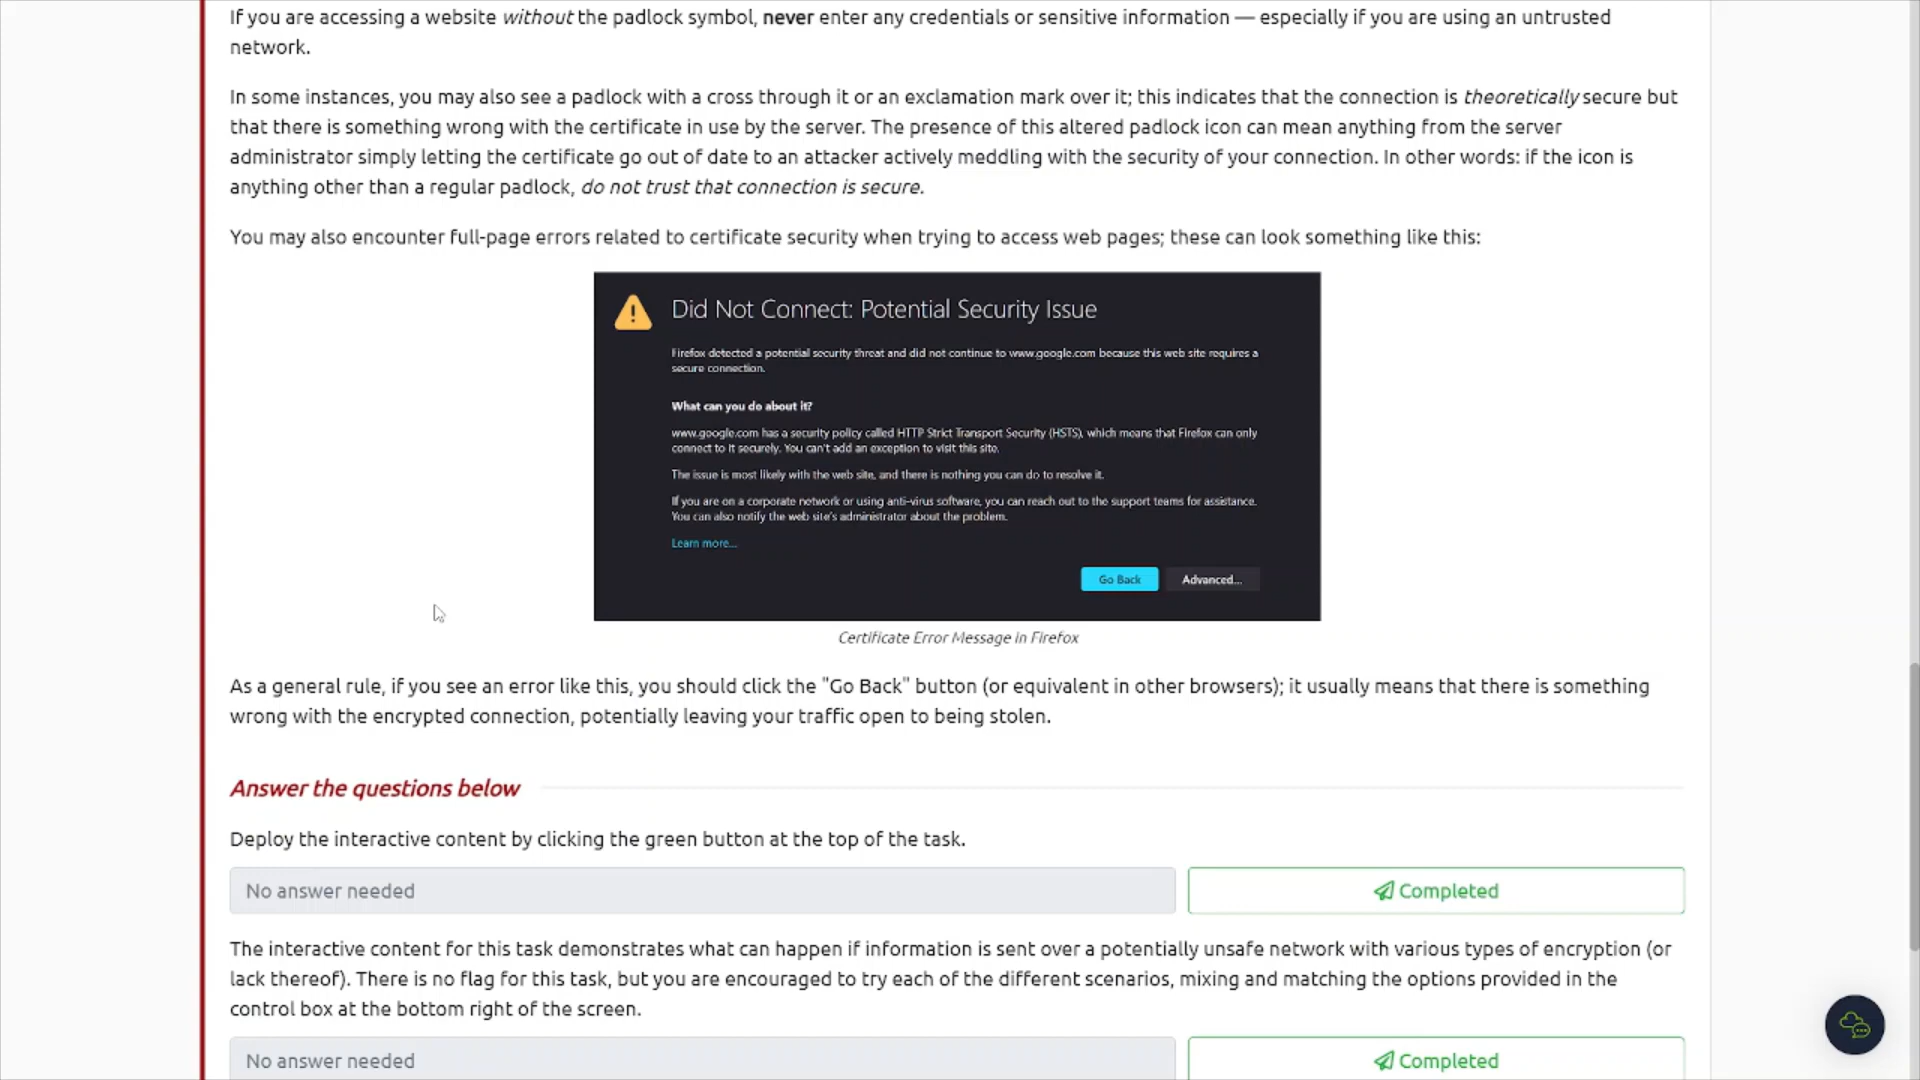 If you are accessing a website without the padlock symbol, never enter any credentials or sensitive information — especially if you are using an untrusted
network.
In some instances, you may also see a padlock with a cross through it or an exclamation mark over it; this indicates that the connection is theoretically secure but
that there is something wrong with the certificate in use by the server. The presence of this altered padlock icon can mean anything from the server
administrator simply letting the certificate go out of date to an attacker actively meddling with the security of your connection. In other words: if the icon is
anything other than a regular padlock, do not trust that connection is secure.
You may also encounter full-page errors related to certificate security when trying to access web pages; these can look something like this:
Did Not Connect: Potential Security Issue
Firefox detected a potential security threat and did not continue to www.google.com because this web site requires a
secure connection.
What can you do about it?
www.google.com has a security policy called HTTP Strict Transport Security (HSTS), which means that Firefox can only
connect to it securely. You can't add an exception to visit this site.
The issue is most likely with the web site, and there is nothing you can do to resolve it.
If you are on a corporate network or using anti-virus software, you can reach out to the support teams for assistance.
You can also notify the web site's administrator about the problem.
Learn more...
Go Back Advanced...
Certificate Error Message in Firefox
As a general rule, if you see an error like this, you should click the "Go Back" button (or equivalent in other browsers); it usually means that there is something
wrong with the encrypted connection, potentially leaving your traffic open to being stolen.
Answer the questions below
Deploy the interactive content by clicking the green button at the top of the task.
No answer needed Completed
The interactive content for this task demonstrates what can happen if information is sent over a potentially unsafe network with various types of encryption (or
lack thereof). There is no flag for this task, but you are encouraged to try each of the different scenarios, mixing and matching the options provided in the
control box at the bottom right of the screen.
No answer needed Completed